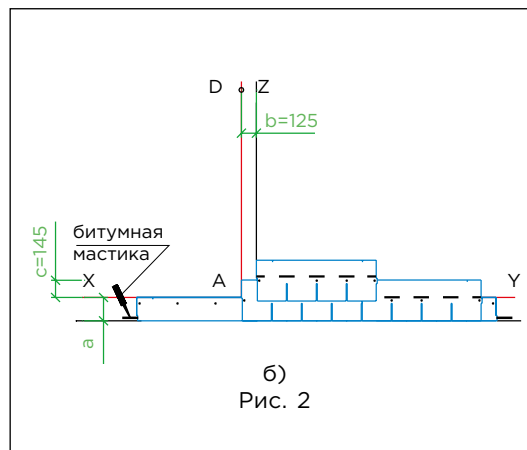 D Z
b=125
битумная
мастика
c=145
X A Y
a
б)
Рис. 2